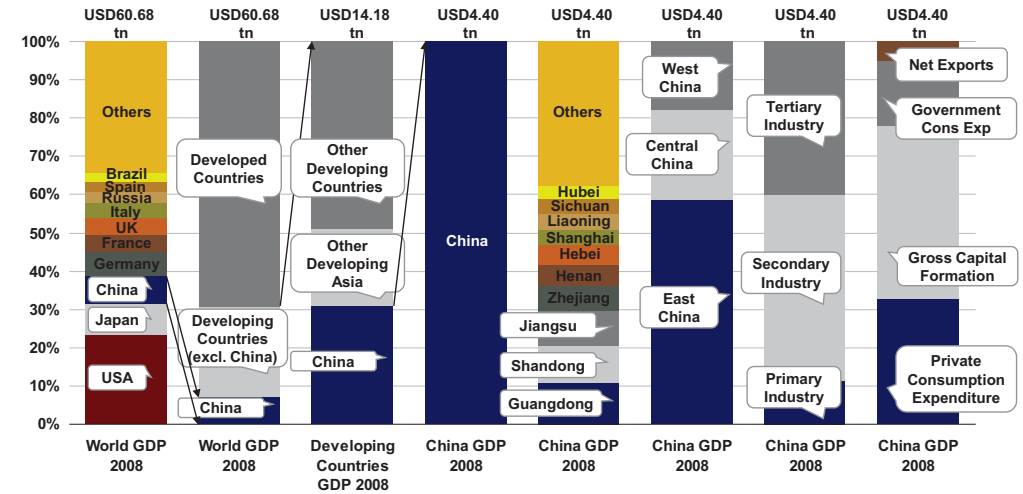 USD60.68
tn
USD60.68
tn
USD14.18
tn
USD4.40
tn
USD4.40
tn
USD4.40
tn
USD4.40
tn
USD4.40
tn
100%
90%
80%
70%
60%
50%
40%
30%
20%
10%
0%
Others
Brazil
Spain
Russia
Italy
UK
France
Germany
China
Japan
USA
Developed
Countries
Developing
Countries
(excl. China)
China
Other
Developing
Countries
Other
Developing
Asia
China
China
Others
Hubei
Sichuan
Liaoning
Shanghai
Hebei
Henan
Zhejiang
Jiangsu
Shandong
Guangdong
West
China
Central
China
East
China
Tertiary
Industry
Secondary
Industry
Primary
Industry
Net Exports
Government
Cons Exp
Gross Capital
Formation
Private
Consumption
Expenditure
World GDP
2008
World GDP
2008
Developing
Countries
GDP 2008
China GDP
2008
China GDP
2008
China GDP
2008
China GDP
2008
China GDP
2008